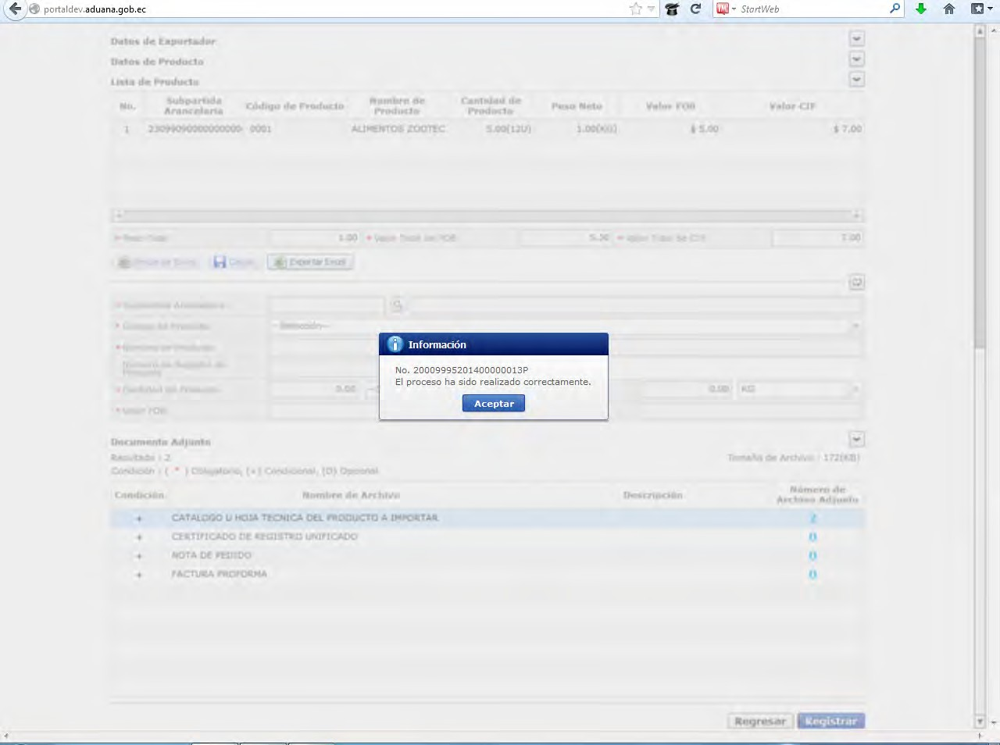 portaldev.aduana.gob.ec
StartWeb
Datos de Exportador
Datos de Producto
Lista de Producto
No. Subpartida Arancelaria Código de Producto Nombre de Producto Cantidad de Producto Peso Neto Valor FOB Valor CIF
1 23099090000000000 0001 ALIMENTOS ZOOTEC 5.00(12U) 1.00(KG) $ 5.00 $ 7.00
* Peso Total 1.00 * Valor Total de FOB 5.00 * Valor Total de CIF 7.00
Exportar Excel
* Subpartida Arancelaria
* Código de Producto --Selección--
* Nombre de Producto
Número de Registro de Producto
* Cantidad de Producto 0.00 0.00 KG
* Valor FOB
Información
No. 20009995201400000013P
El proceso ha sido realizado correctamente.
Aceptar
Documento Adjunto
Resultado : 2 Tamaño de Archivo : 172(KB)
Condición : ( * ) Obligatorio, (+) Condicional, (O) Opcional
Condición Nombre de Archivo Descripción Número de Archivo Adjunto
+ CATALOGO U HOJA TECNICA DEL PRODUCTO A IMPORTAR 2
+ CERTIFICADO DE REGISTRO UNIFICADO 0
+ NOTA DE PEDIDO 0
+ FACTURA PROFORMA 0
Regresar Registrar